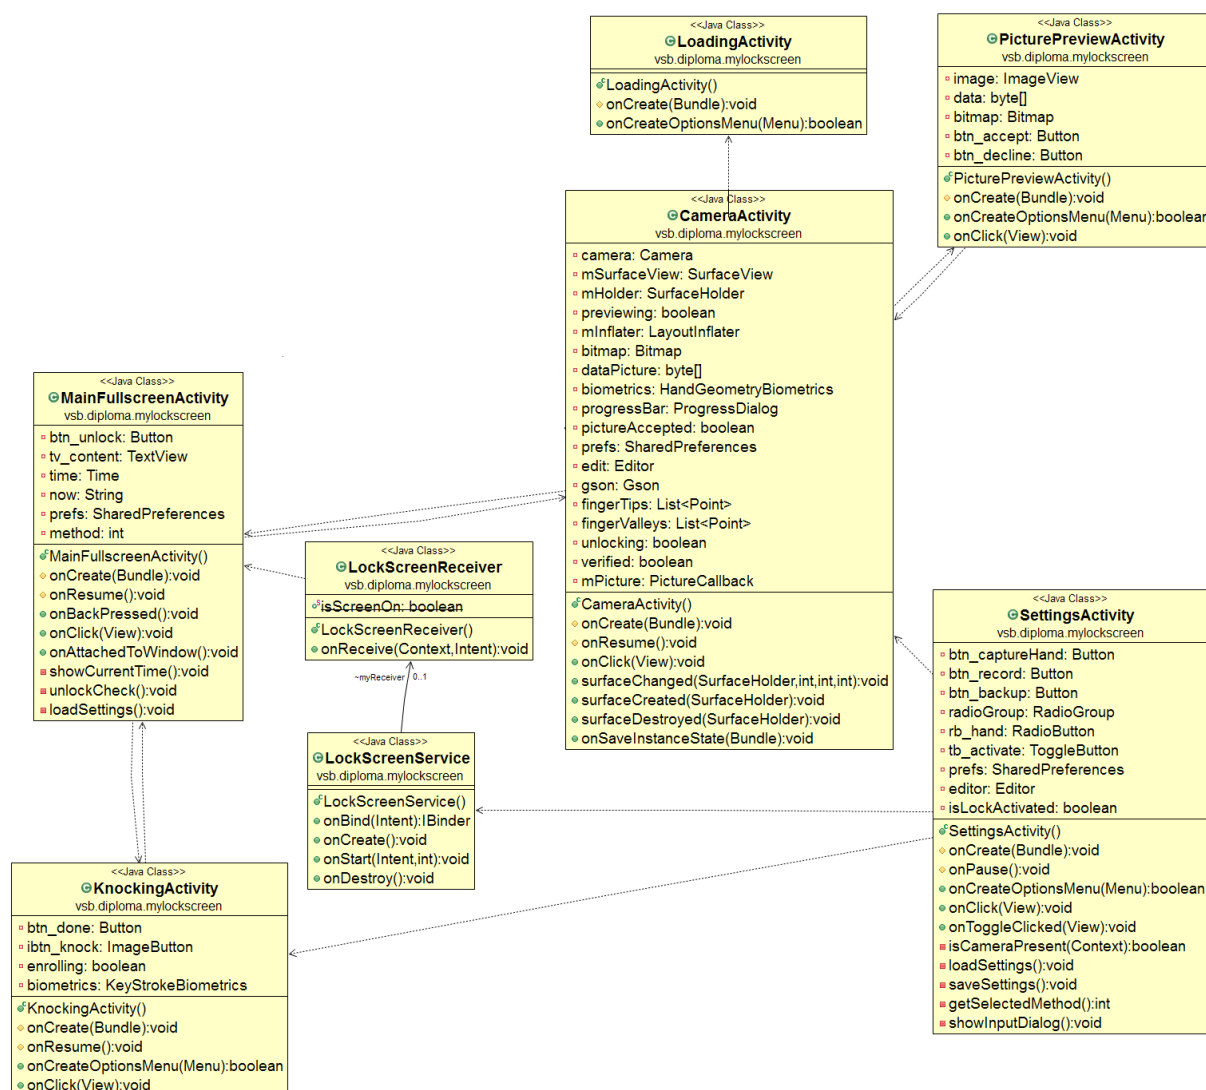 <<Java Class>>
LoadingActivity
vsb.diploma.mylockscreen
LoadingActivity()
onCreate(Bundle):void
onCreateOptionsMenu(Menu):boolean
<<Java Class>>
PicturePreviewActivity
vsb.diploma.mylockscreen
image: ImageView
data: byte[]
bitmap: Bitmap
btn_accept: Button
btn_decline: Button
PicturePreviewActivity()
onCreate(Bundle):void
onCreateOptionsMenu(Menu):boolean
onClick(View):void
<<Java Class>>
CameraActivity
vsb.diploma.mylockscreen
camera: Camera
mSurfaceView: SurfaceView
mHolder: SurfaceHolder
previewing: boolean
mInflater: LayoutInflater
bitmap: Bitmap
dataPicture: byte[]
biometrics: HandGeometryBiometrics
progressBar: ProgressDialog
pictureAccepted: boolean
prefs: SharedPreferences
edit: Editor
gson: Gson
fingerTips: List<Point>
fingerValleys: List<Point>
unlocking: boolean
verified: boolean
mPicture: PictureCallback
CameraActivity()
onCreate(Bundle):void
onResume():void
onClick(View):void
surfaceChanged(SurfaceHolder,int,int,int):void
surfaceCreated(SurfaceHolder):void
surfaceDestroyed(SurfaceHolder):void
onSaveInstanceState(Bundle):void
<<Java Class>>
MainFullscreenActivity
vsb.diploma.mylockscreen
btn_unlock: Button
tv_content: TextView
time: Time
now: String
prefs: SharedPreferences
method: int
MainFullscreenActivity()
onCreate(Bundle):void
onResume():void
onBackPressed():void
onClick(View):void
onAttachedToWindow():void
showCurrentTime():void
unlockCheck():void
loadSettings():void
<<Java Class>>
LockScreenReceiver
vsb.diploma.mylockscreen
isScreenOn: boolean
LockScreenReceiver()
onReceive(Context,Intent):void
~myReceiver 0..1
<<Java Class>>
LockScreenService
vsb.diploma.mylockscreen
LockScreenService()
onBind(Intent):IBinder
onCreate():void
onStart(Intent,int):void
onDestroy():void
<<Java Class>>
SettingsActivity
vsb.diploma.mylockscreen
btn_captureHand: Button
btn_record: Button
btn_backup: Button
radioGroup: RadioGroup
rb_hand: RadioButton
tb_activate: ToggleButton
prefs: SharedPreferences
editor: Editor
isLockActivated: boolean
SettingsActivity()
onCreate(Bundle):void
onPause():void
onCreateOptionsMenu(Menu):boolean
onClick(View):void
onToggleClicked(View):void
isCameraPresent(Context):boolean
loadSettings():void
saveSettings():void
getSelectedMethod():int
showInputDialog():void
<<Java Class>>
KnockingActivity
vsb.diploma.mylockscreen
btn_done: Button
ibtn_knock: ImageButton
enrolling: boolean
biometrics: KeyStrokeBiometrics
KnockingActivity()
onCreate(Bundle):void
onResume():void
onCreateOptionsMenu(Menu):boolean
onClick(View):void